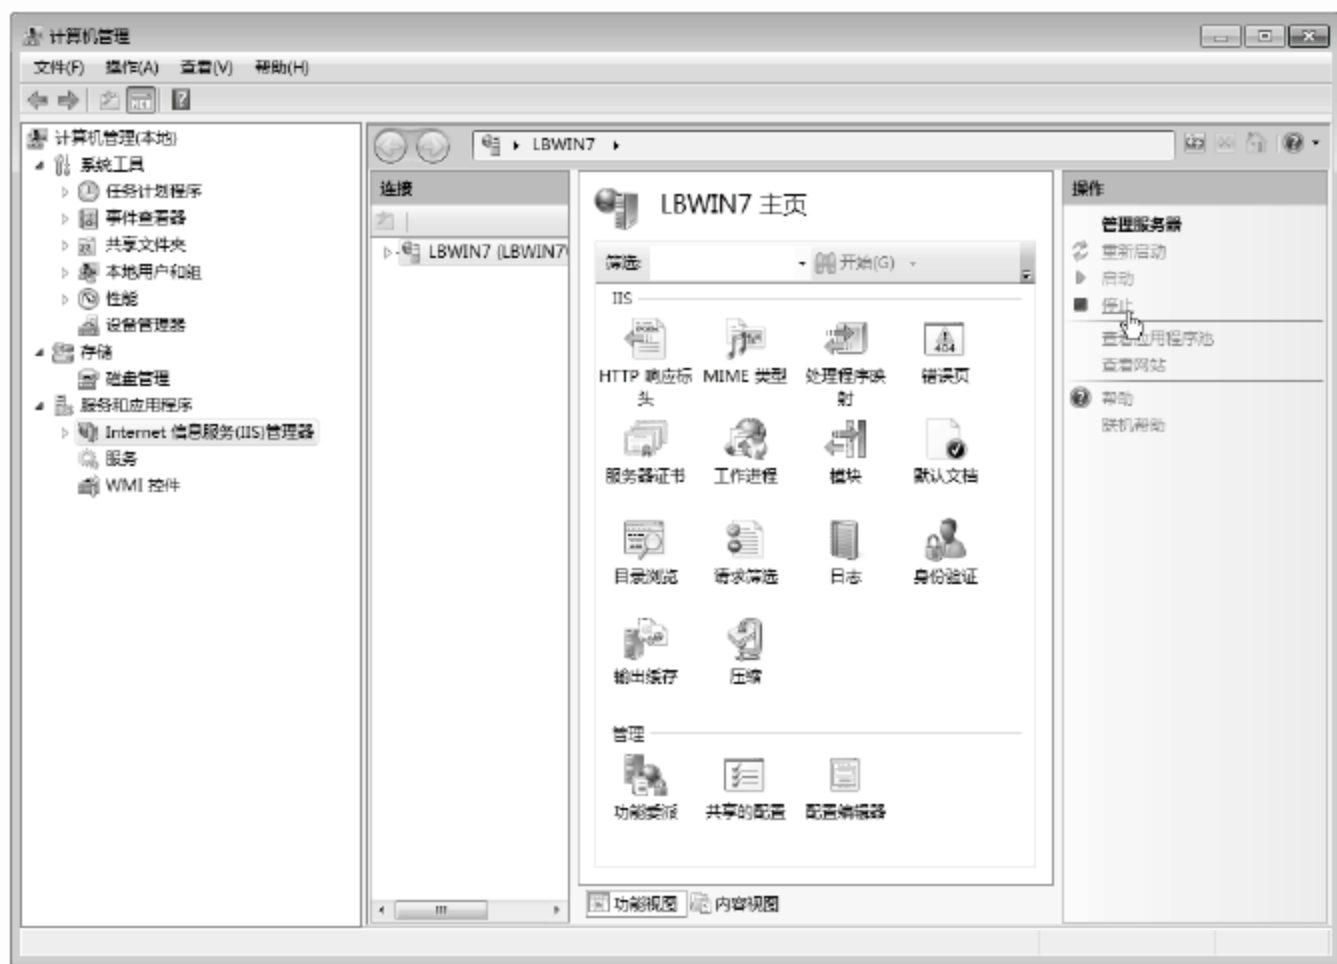 计算机管理
文件(F) 操作(A) 查看(V) 帮助(H)
计算机管理(本地)
系统工具
任务计划程序
事件查看器
共享文件夹
本地用户和组
性能
设备管理器
存储
磁盘管理
服务和应用程序
Internet 信息服务(IIS)管理器
服务
WMI 控件
LBWIN7
连接
LBWIN7 (LBWIN7\
LBWIN7 主页
筛选: 开始(G)
IIS
HTTP 响应标头
MIME 类型
处理程序映射
404
错误页
服务器证书
工作进程
模块
默认文档
目录浏览
请求筛选
日志
身份验证
输出缓存
压缩
管理
功能委派
共享的配置
配置编辑器
功能视图 内容视图
操作
管理服务器
重新启动
启动
停止
查看应用程序池
查看网站
帮助
联机帮助